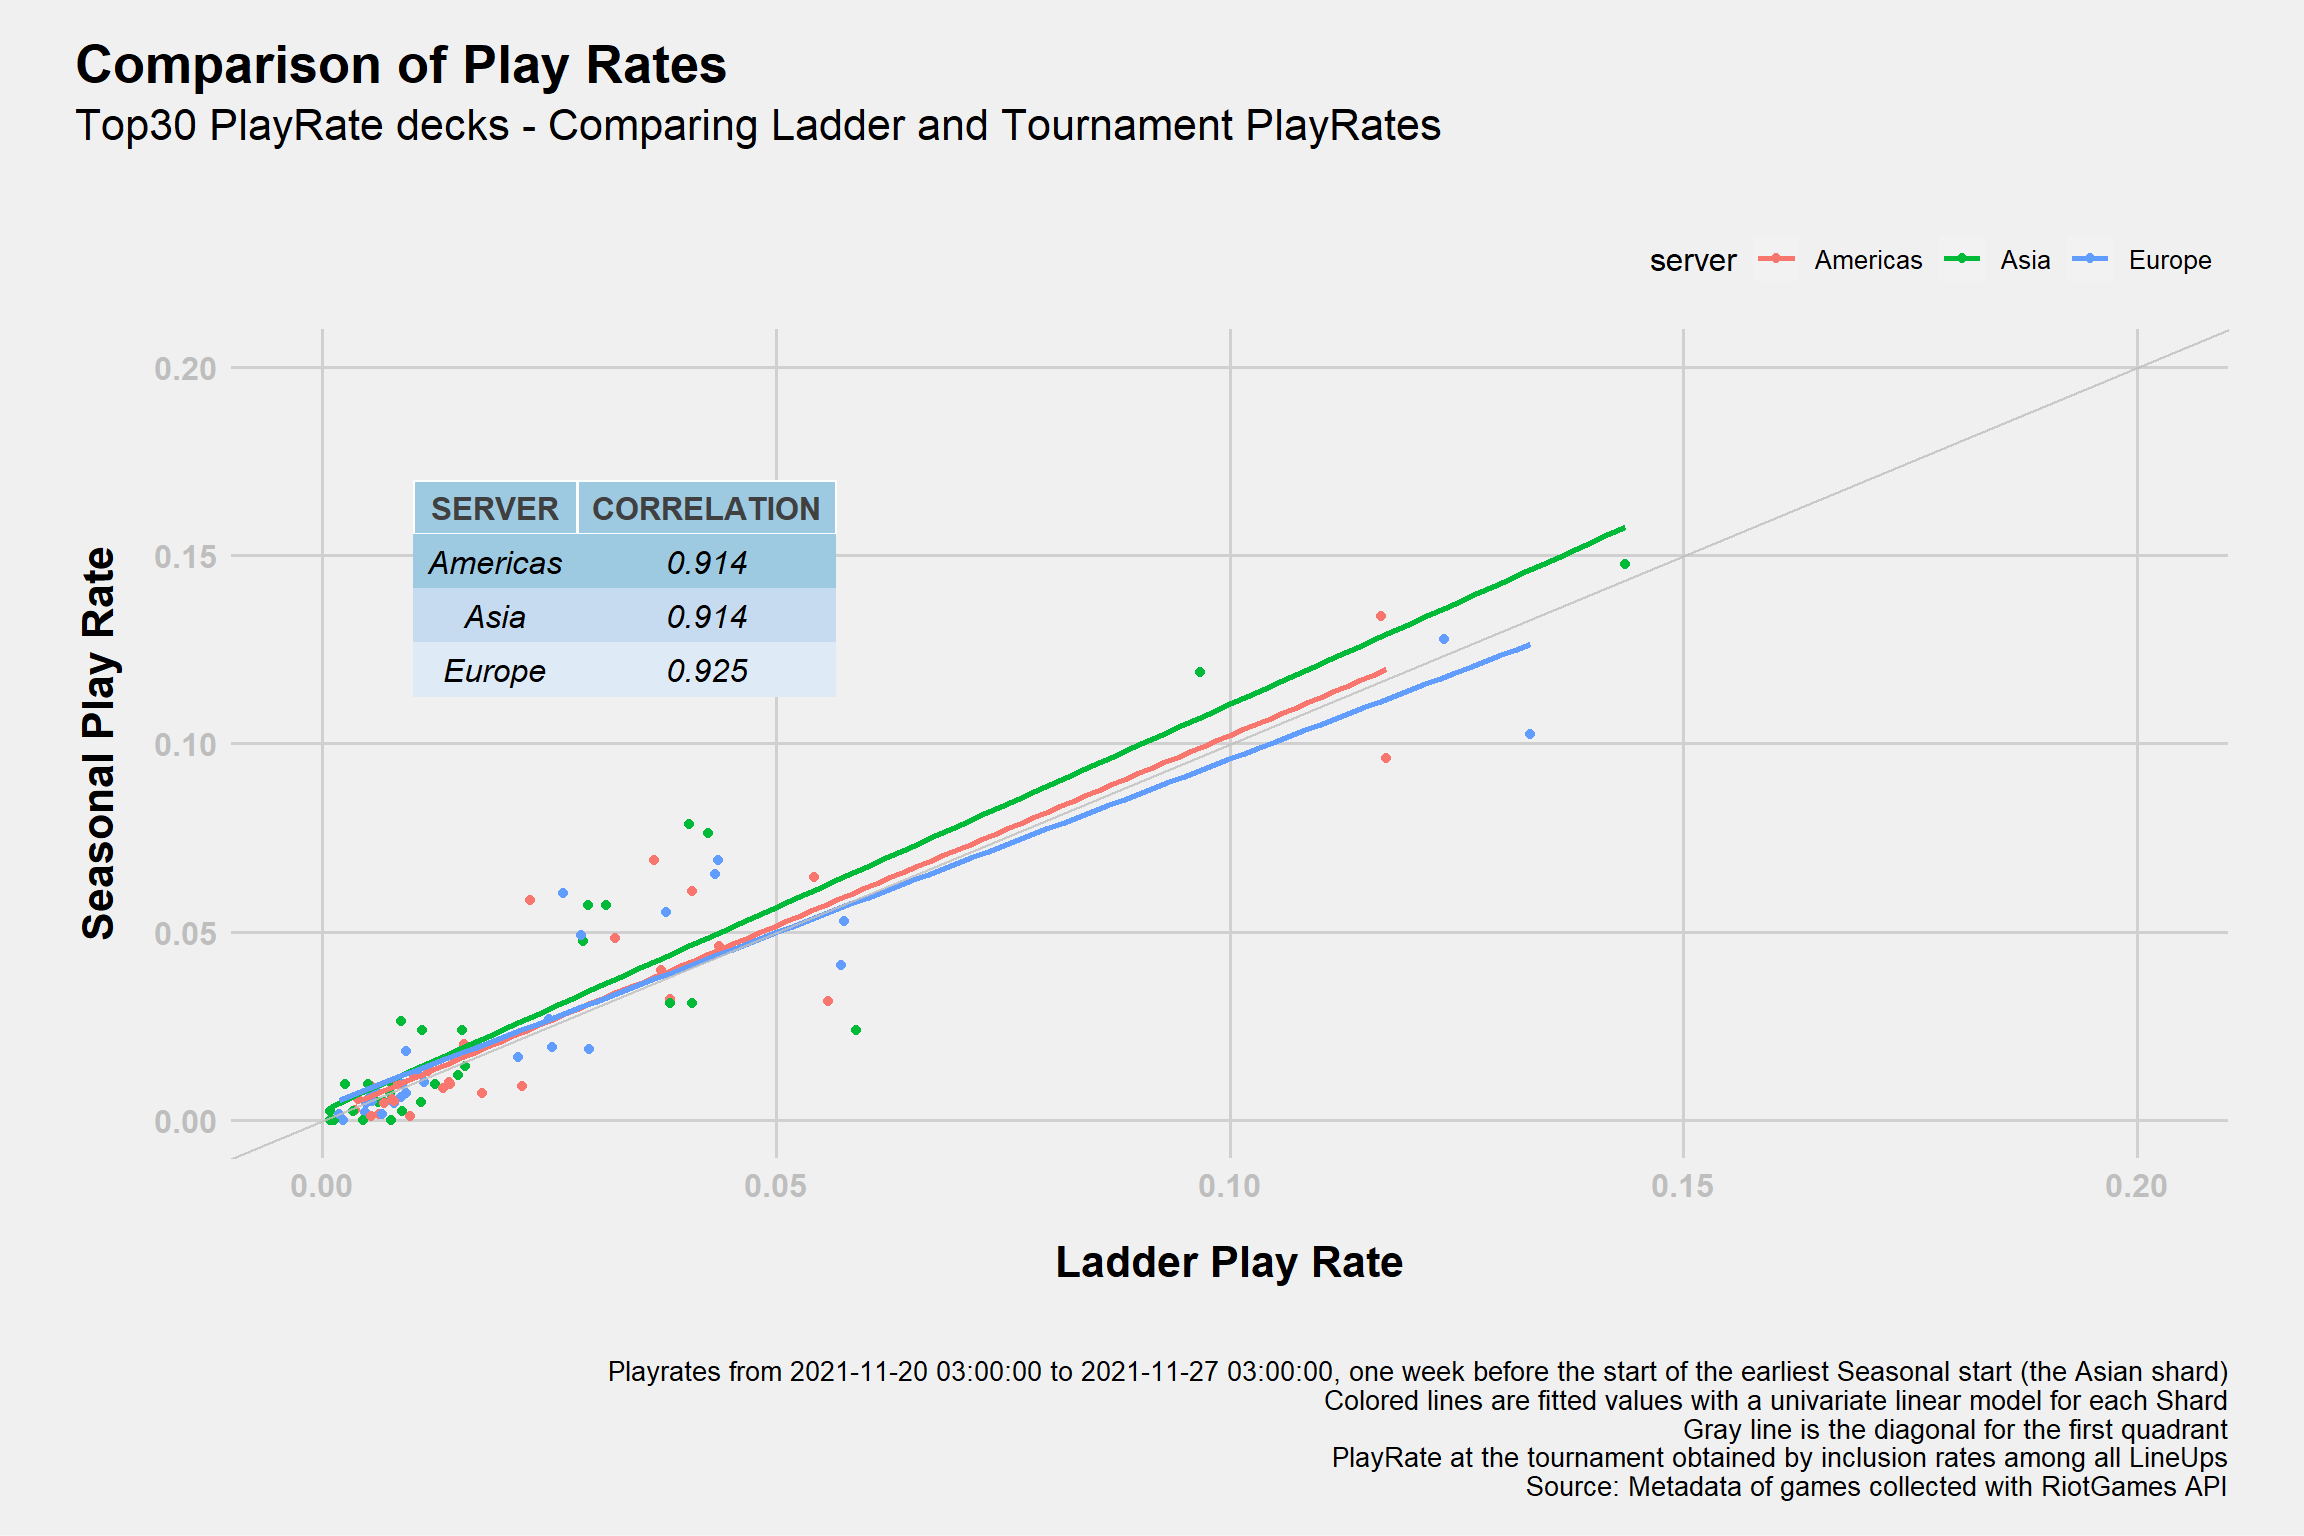 Comparison of Play Rates
Top30 PlayRate decks - Comparing Ladder and Tournament PlayRates
server Americas Asia Europe
0.20
0.15
0.10
0.05
0.00
Seasonal Play Rate
SERVER CORRELATION
Americas 0.914
Asia 0.914
Europe 0.925
0.00 0.05 0.10 0.15 0.20
Ladder Play Rate
Playrates from 2021-11-20 03:00:00 to 2021-11-27 03:00:00, one week before the start of the earliest Seasonal start (the Asian shard)
Colored lines are fitted values with a univariate linear model for each Shard
Gray line is the diagonal for the first quadrant
PlayRate at the tournament obtained by inclusion rates among all LineUps
Source: Metadata of games collected with RiotGames API